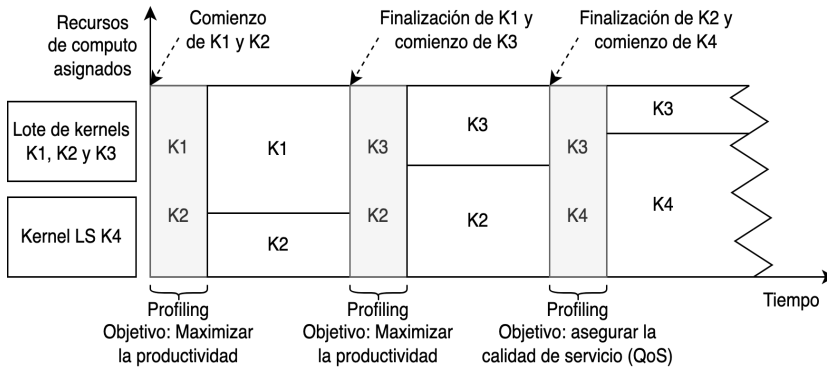 Recursos
de computo
asignados
Comienzo
de K1 y K2
Finalización de K1 y
comienzo de K3
Finalización de K2 y
comienzo de K4
Lote de kernels
K1, K2 y K3
Kernel LS K4
K1
K2
K1
K2
K3
K2
K3
K2
K3
K4
K3
K4
Tiempo
Profiling
Objetivo: Maximizar
la productividad
Profiling
Objetivo: Maximizar
la productividad
Profiling
Objetivo: asegurar la
calidad de servicio (QoS)